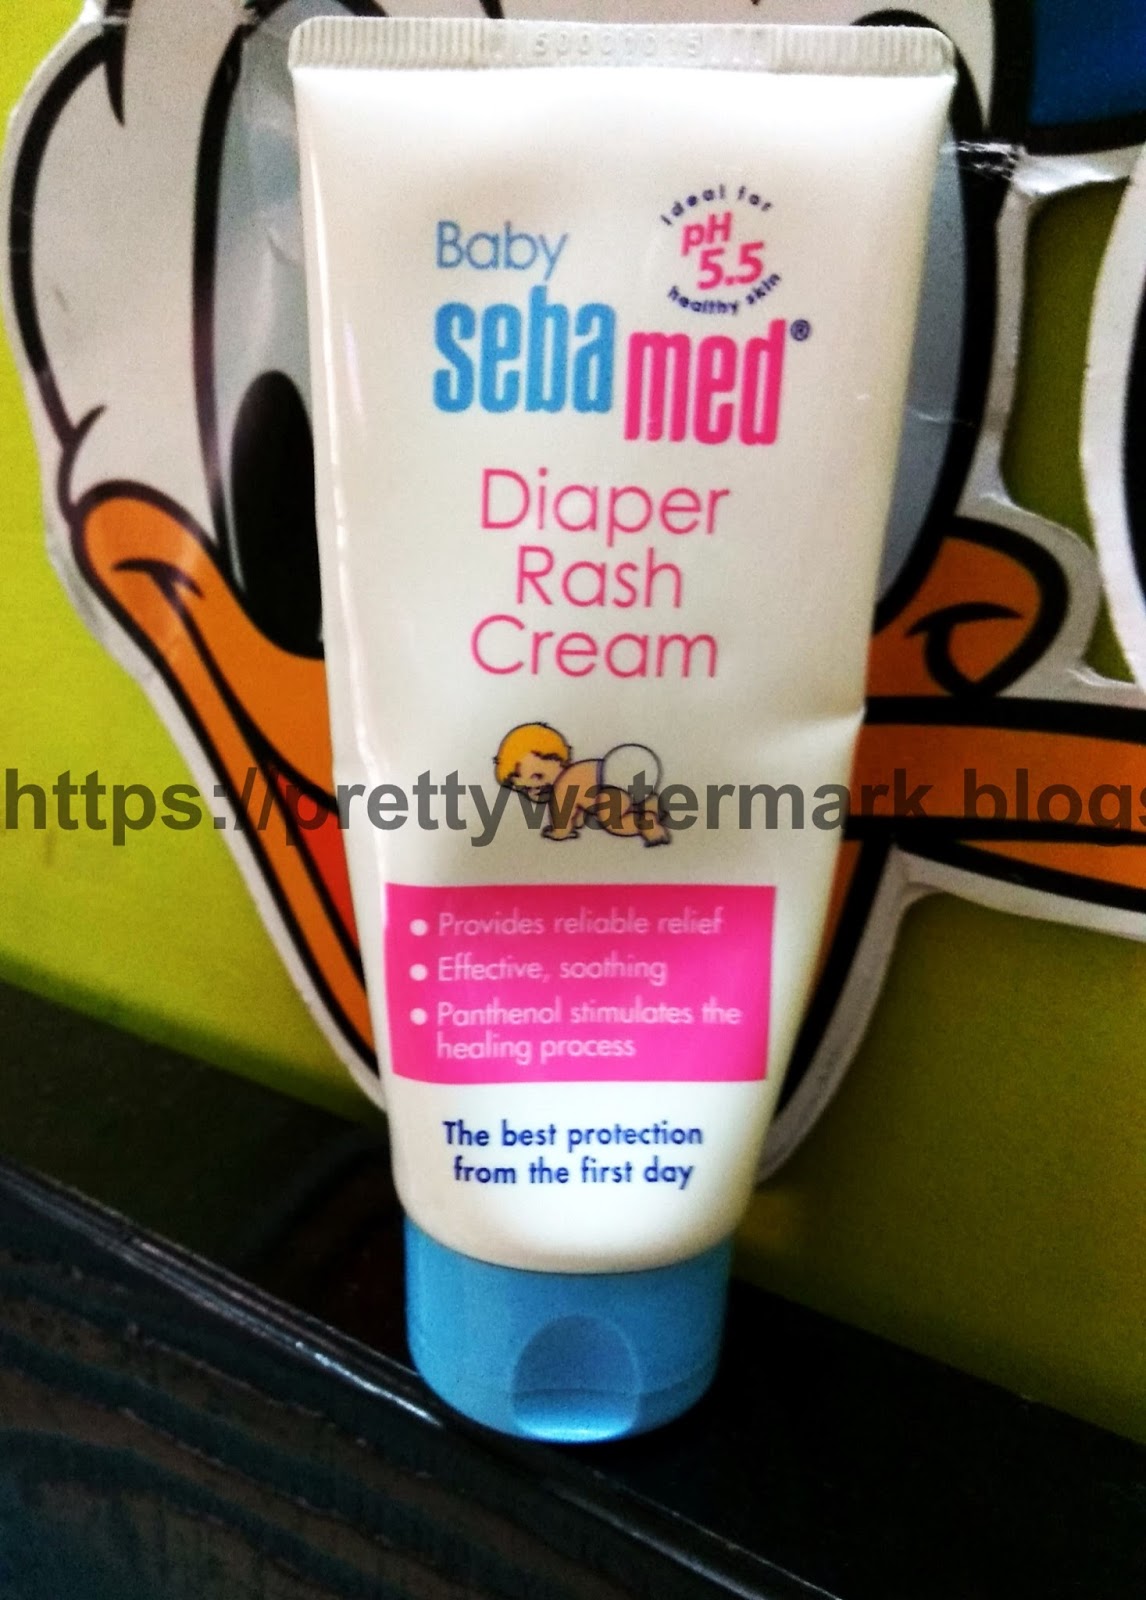 Baby
ideal for
pH
5.5
healthy skin
sebamed®
Diaper
Rash
Cream
https://prettywatermark.blogs
• Provides reliable relief
• Effective, soothing
• Panthenol stimulates the
healing process
The best protection
from the first day